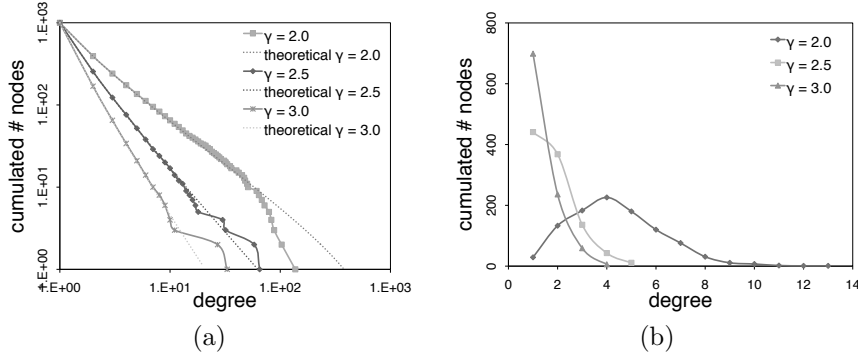 cumulated # nodes
1.E+03
1.E+02
1.E+01
1.E+00
1.E+00
1.E+01
1.E+02
1.E+03
degree
γ = 2.0
theoretical γ = 2.0
γ = 2.5
theoretical γ = 2.5
γ = 3.0
theoretical γ = 3.0
(a)
cumulated # nodes
800
600
400
200
0
0
2
4
6
8
10
12
14
degree
γ = 2.0
γ = 2.5
γ = 3.0
(b)